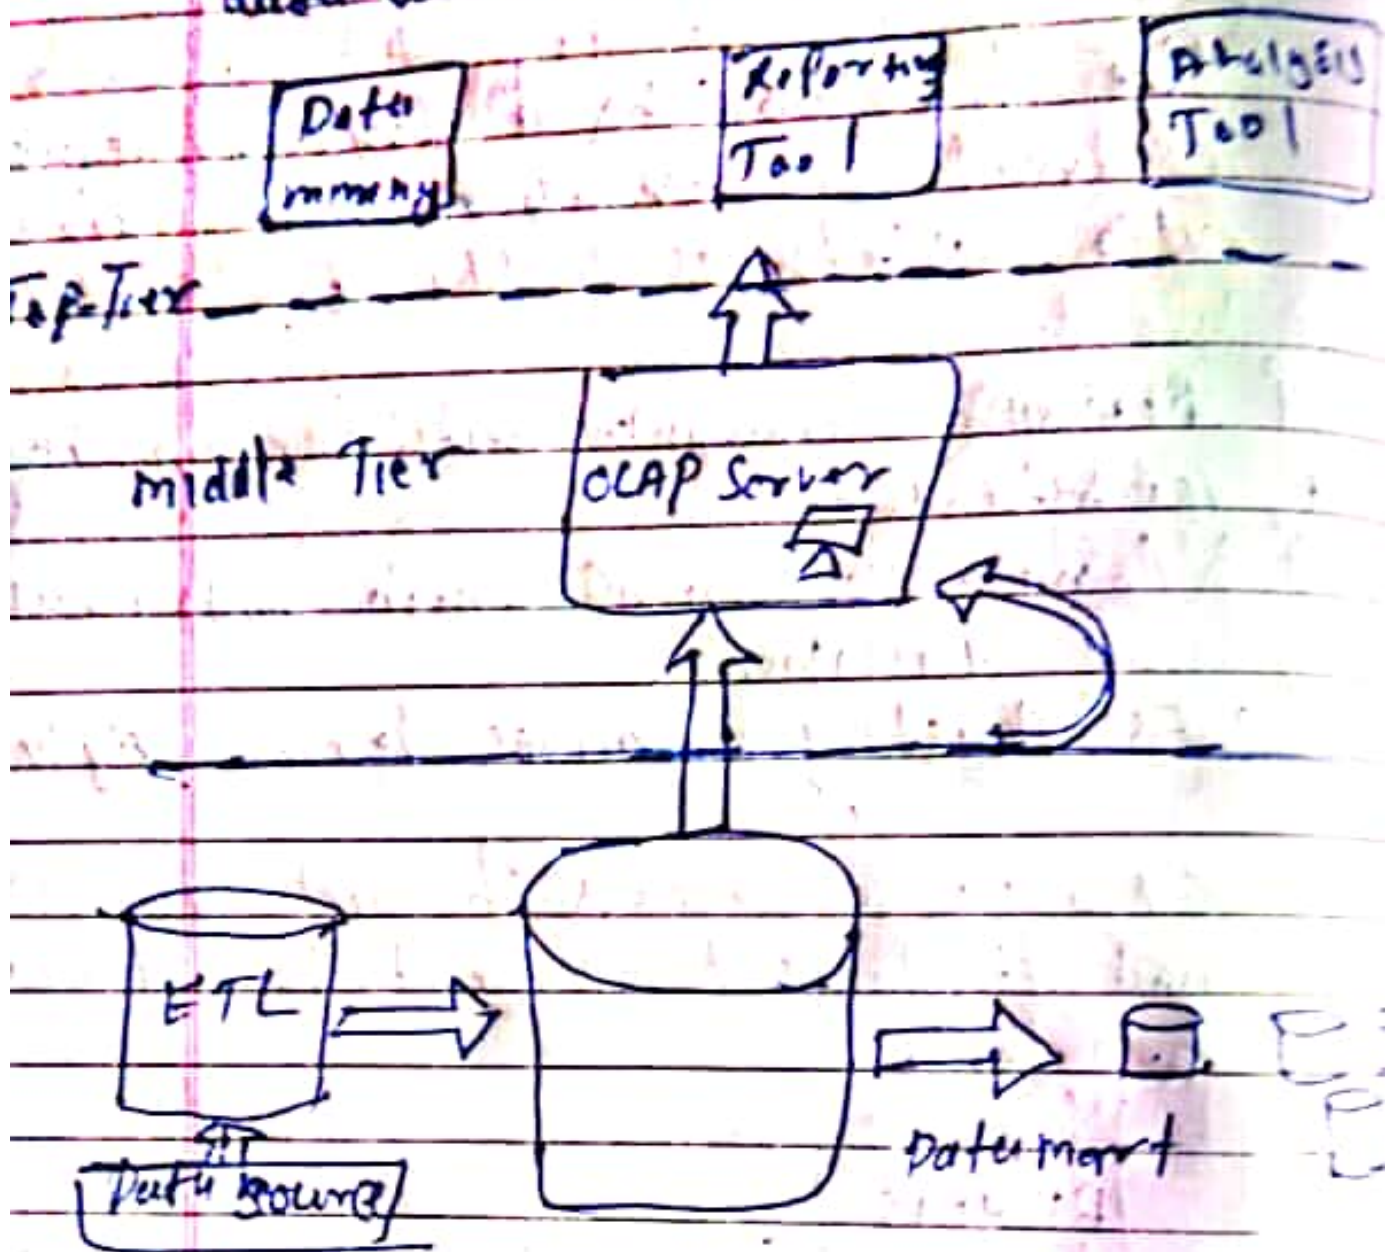 Data
mining
Reporting
Tool
Analysis
Tool
Top-Tier
middle Tier
OLAP Server
ETL
Data source
Data mart